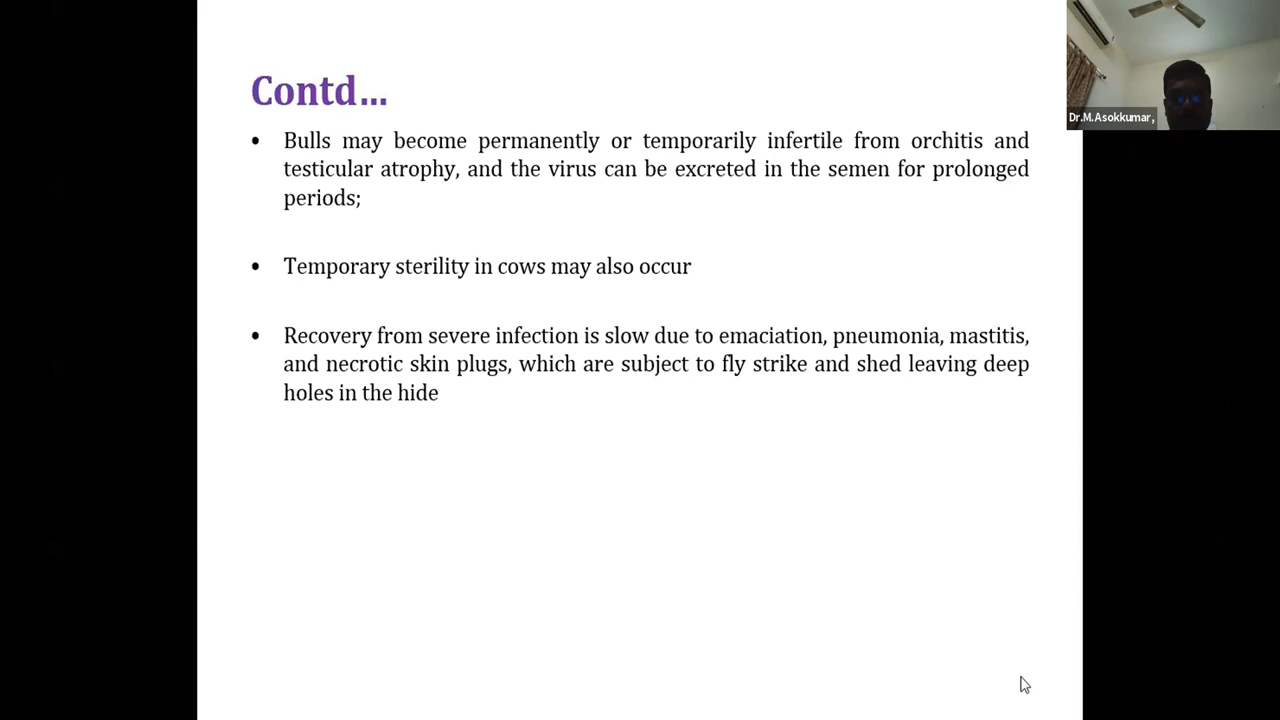 Contd...
• Bulls may become permanently or temporarily infertile from orchitis and
testicular atrophy, and the virus can be excreted in the semen for prolonged
periods;
• Temporary sterility in cows may also occur
• Recovery from severe infection is slow due to emaciation, pneumonia, mastitis,
and necrotic skin plugs, which are subject to fly strike and shed leaving deep
holes in the hide
Dr.M.Asokkumar,